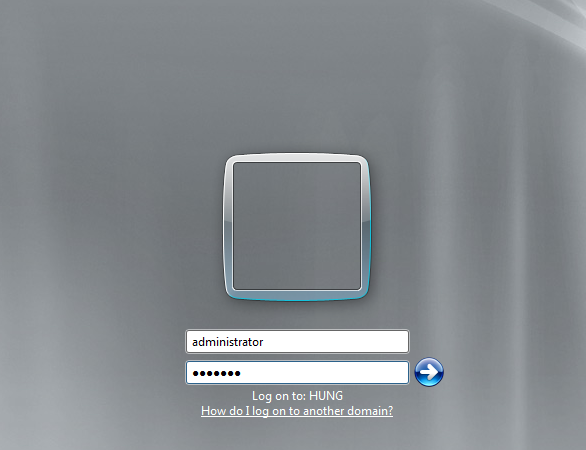 administrator
●●●●●●●
Log on to: HUNG
How do I log on to another domain?